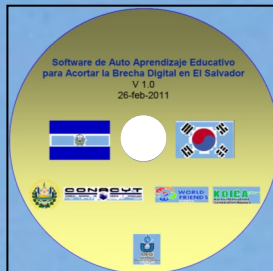 Software de Auto Aprendizaje Educativo
para Acortar la Brecha Digital en El Salvador
V 1.0
26-feb-2011
CONACYT
WORLD
FRIENDS
KOICA